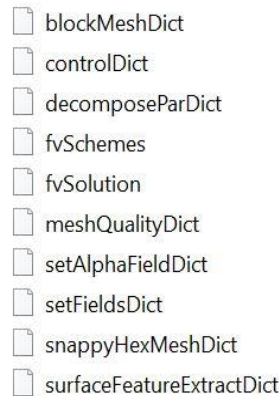 blockMeshDict
controlDict
decomposeParDict
fvSchemes
fvSolution
meshQualityDict
setAlphaFieldDict
setFieldsDict
snappyHexMeshDict
surfaceFeatureExtractDict